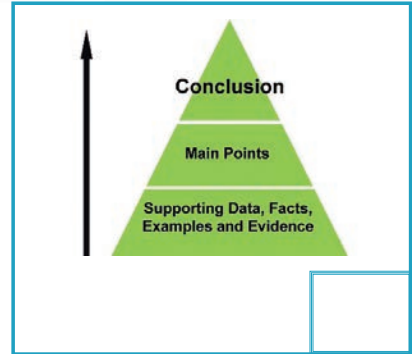 Conclusion
Main Points
Supporting Data, Facts,
Examples and Evidence